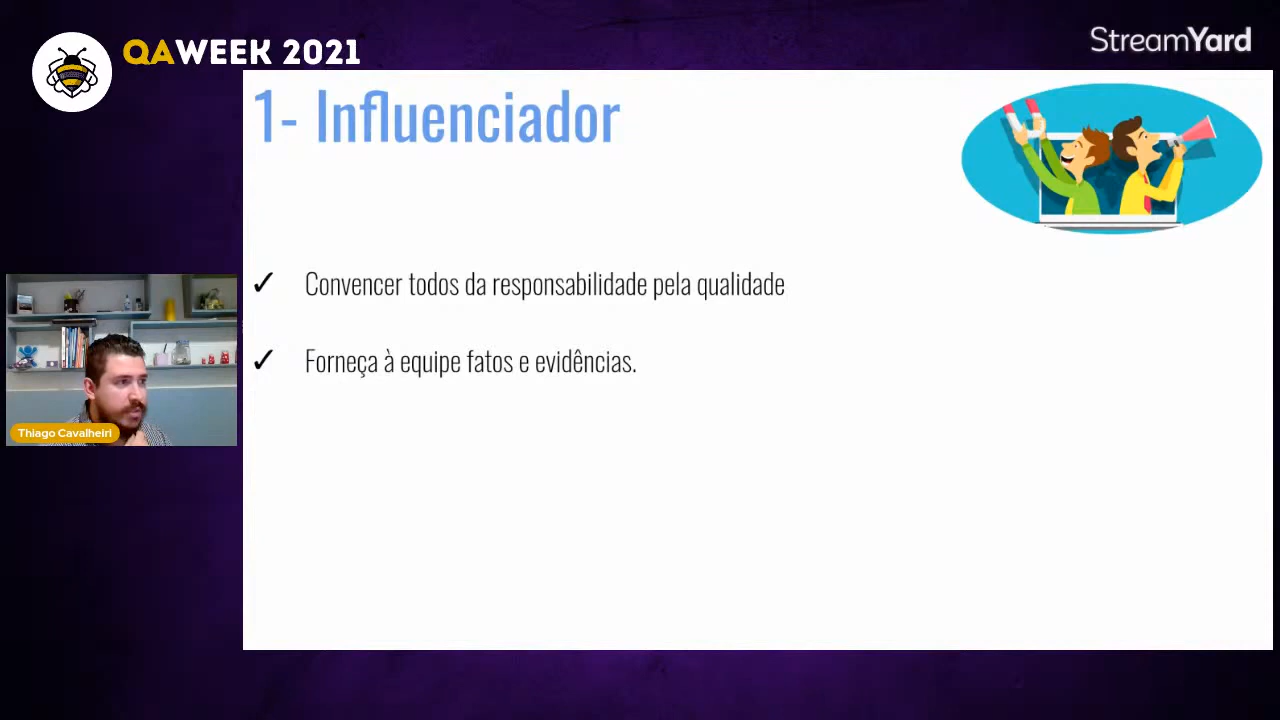 QAWEEK 2021
StreamYard
1- Influenciador
✓ Convencer todos da responsabilidade pela qualidade
✓ Forneça à equipe fatos e evidências.
Thiago Cavalheiri